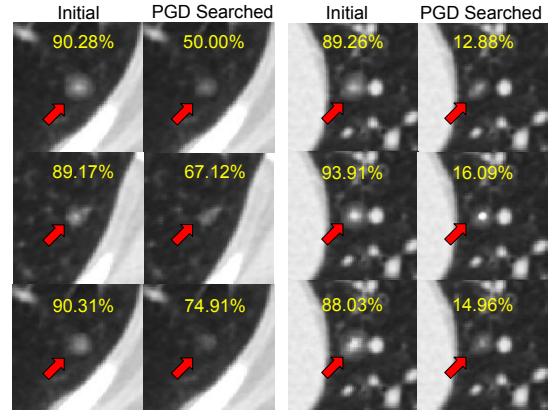 Initial PGD Searched Initial PGD Searched
90.28% 50.00% 89.26% 12.88%
89.17% 67.12% 93.91% 16.09%
90.31% 74.91% 88.03% 14.96%